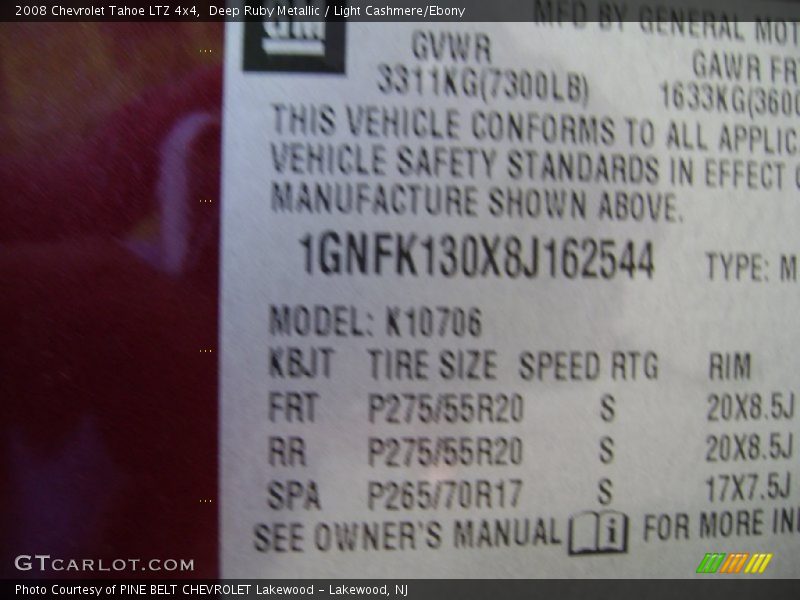 2008 Chevrolet Tahoe LTZ 4x4, Deep Ruby Metallic / Light Cashmere/Ebony
GM
MFD BY GENERAL MOT
GVWR
GAWR FR
3311KG(7300LB)
1633KG(3600
THIS VEHICLE CONFORMS TO ALL APPLIC
VEHICLE SAFETY STANDARDS IN EFFECT
MANUFACTURE SHOWN ABOVE.
1GNFK130X8J162544 TYPE: M
MODEL: K10706
KBJT TIRE SIZE SPEED RTG RIM
FRT P275/55R20 S 20X8.5J
RR P275/55R20 S 20X8.5J
SPA P265/70R17 S 17X7.5J
SEE OWNER'S MANUAL i FOR MORE IN
GTCARLOT.COM
Photo Courtesy of PINE BELT CHEVROLET Lakewood - Lakewood, NJ